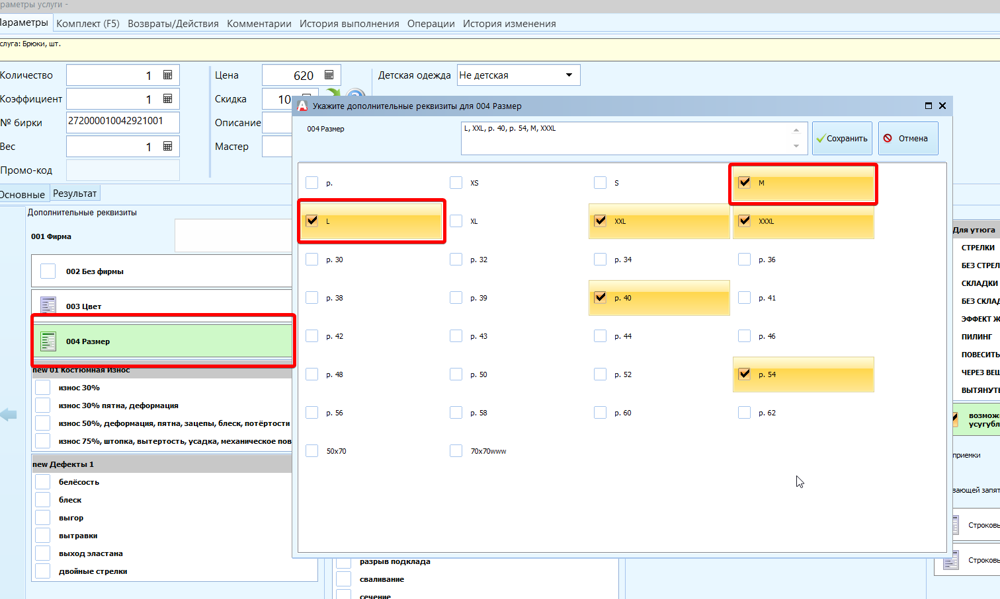 раметры услуги -
Параметры Комплект (F5) Возвраты/Действия Комментарии История выполнения Операции История изменения
слуга: Брюки, шт.
Количество 1 Цена 620 Детская одежда Не детская
Коэффициент 1 Скидка 10
№ бирки 272000010042921001 Описание
Вес 1 Мастер
Промо-код
Основные Результат
Дополнительные реквизиты
001 Фирма
002 Без фирмы
003 Цвет
004 Размер
new 01 Костюмная Износ
износ 30%
износ 30% пятна, деформация
износ 50%, деформация, пятна, зацепы, блеск, потёртости
износ 75%, штопка, вытертость, усадка, механическое пов
new Дефекты 1
белёсость
блеск
выгор
вытравки
выход эластана
двойные стрелки
Укажите дополнительные реквизиты для 004 Размер
004 Размер L, XXL, р. 40, р. 54, M, XXXL Сохранить Отмена
р. XS S M
L XL XXL XXXL
р. 30 р. 32 р. 34 р. 36
р. 38 р. 39 р. 40 р. 41
р. 42 р. 43 р. 44 р. 46
р. 48 р. 50 р. 52 р. 54
р. 56 р. 58 р. 60 р. 62
50x70 70x70www
разрыв подклада
сваливание
сечение
Для утюга
СТРЕЛКИ
БЕЗ СТРЕЛ
СКЛАДКИ
БЕЗ СКЛАД
ЭФФЕКТ Ж
ПИЛИНГ
ПОВЕСИТЬ
ЧЕРЕЗ ВЕЩ
ВЫТЯНУТЬ
возможн
усугубл
приемки
вающей запят
Строковы
Строковы